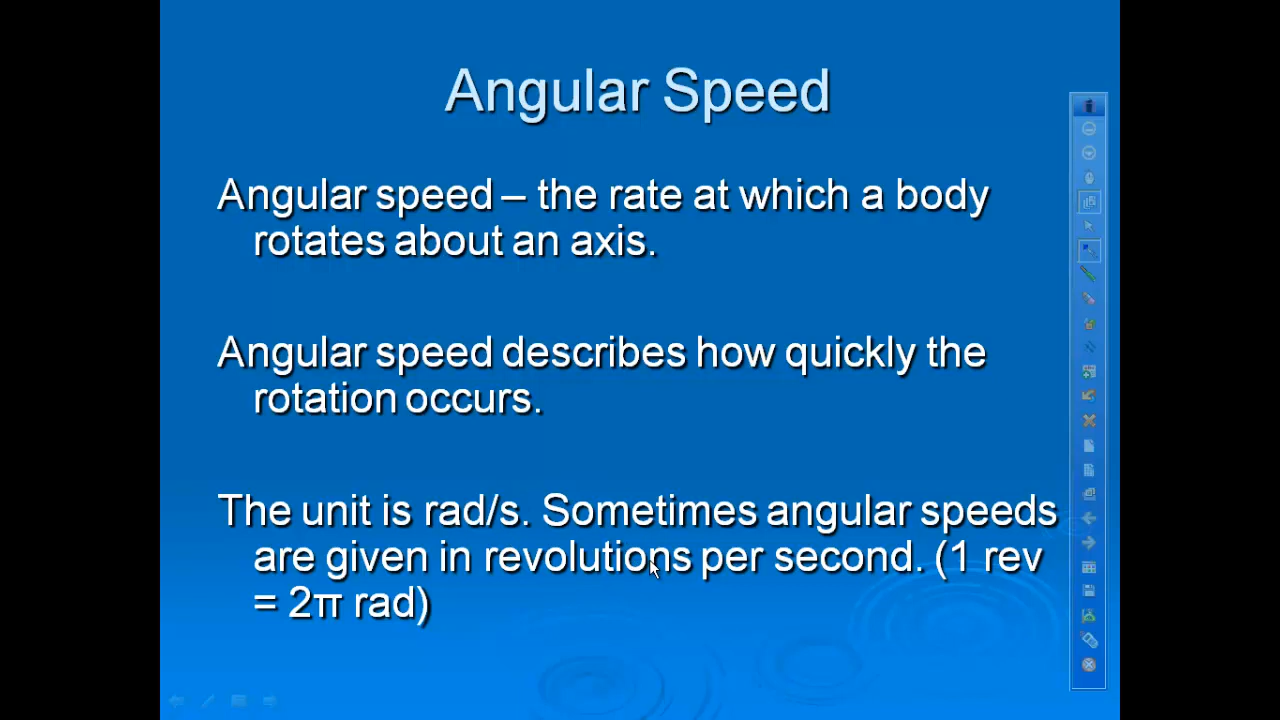 Angular Speed
Angular speed – the rate at which a body
rotates about an axis.
Angular speed describes how quickly the
rotation occurs.
The unit is rad/s. Sometimes angular speeds
are given in revolutions per second. (1 rev
= 2π rad)